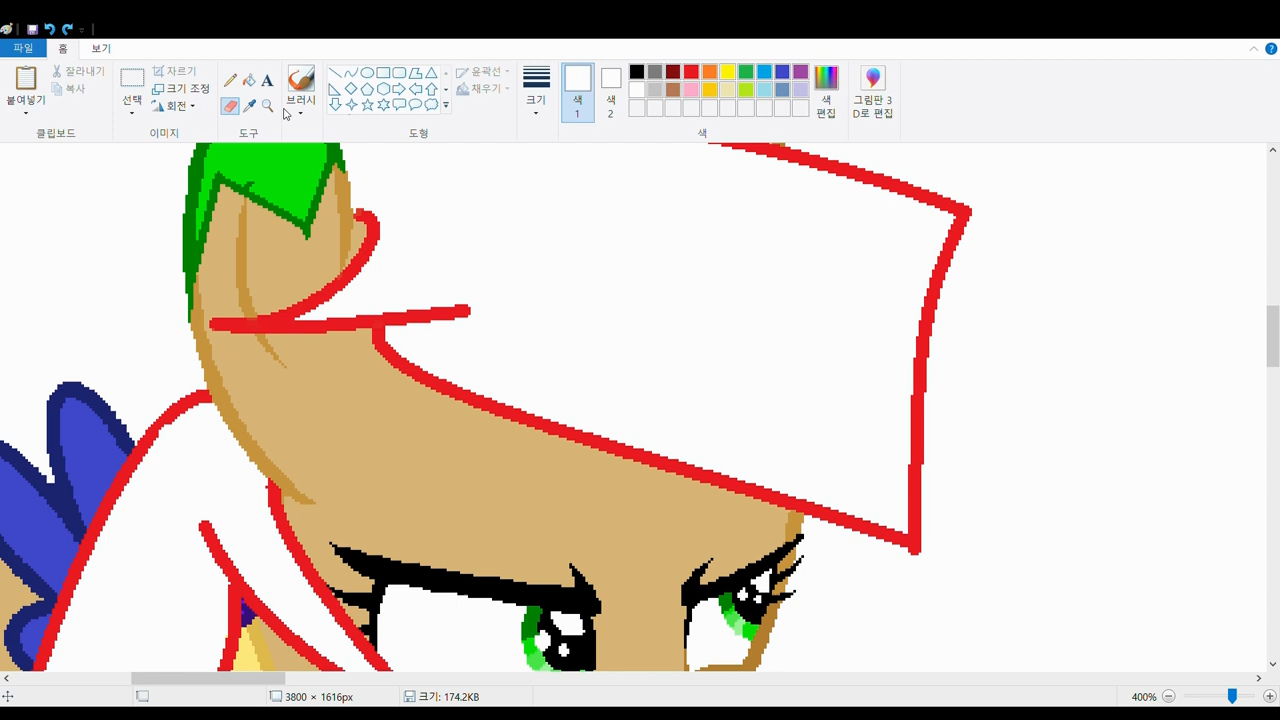 파일 홈 보기
붙여넣기
잘라내기
복사
클립보드
선택
자르기
크기 조정
회전
이미지
A
도구
브러시
윤곽선
채우기
도형
크기
색
1
색
2
색
편집
색
그림판 3
D로 편집
3800 × 1616px
크기: 174.2KB
400%